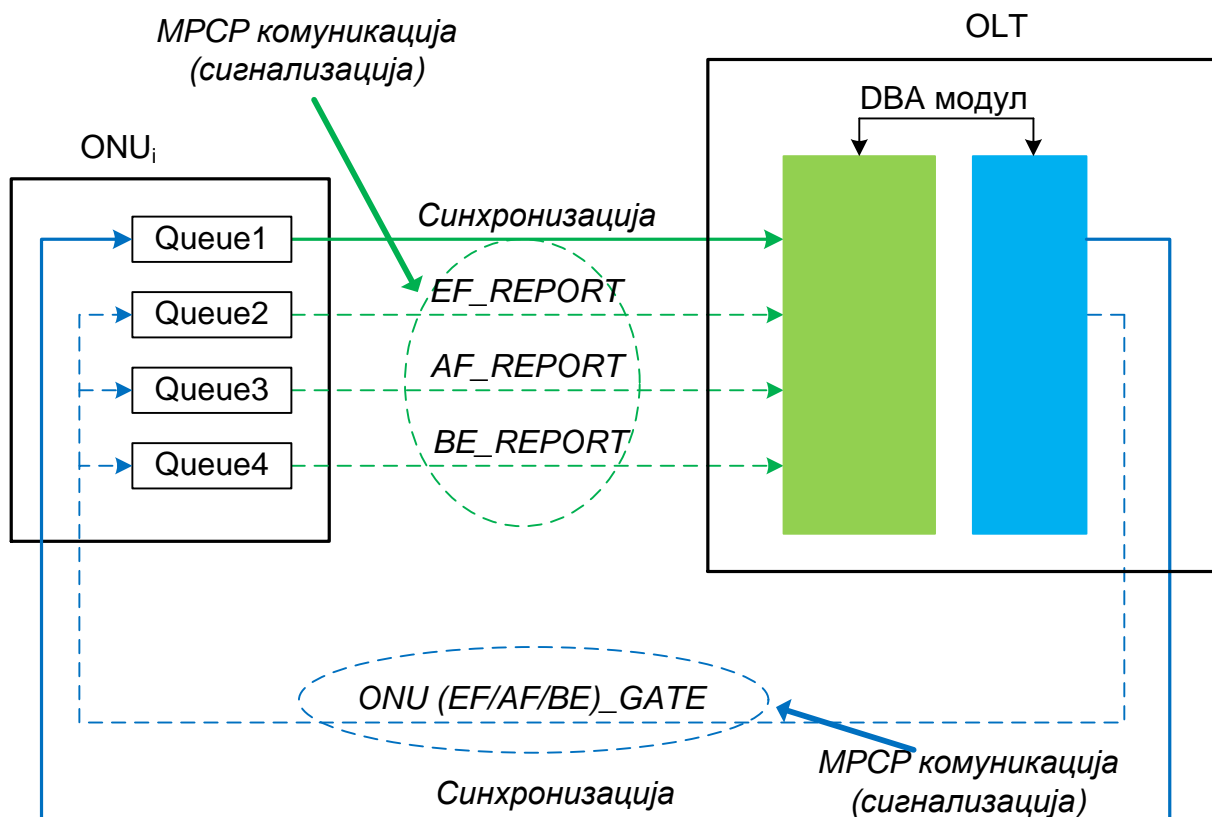 MPCP комуникација
(сигнализација)
OLT
DBA модул
ONUi
Синхронизација
Queue1
EF_REPORT
Queue2
AF_REPORT
Queue3
BE_REPORT
Queue4
ONU (EF/AF/BE)_GATE
MPCP комуникација
(сигнализација)
Синхронизација